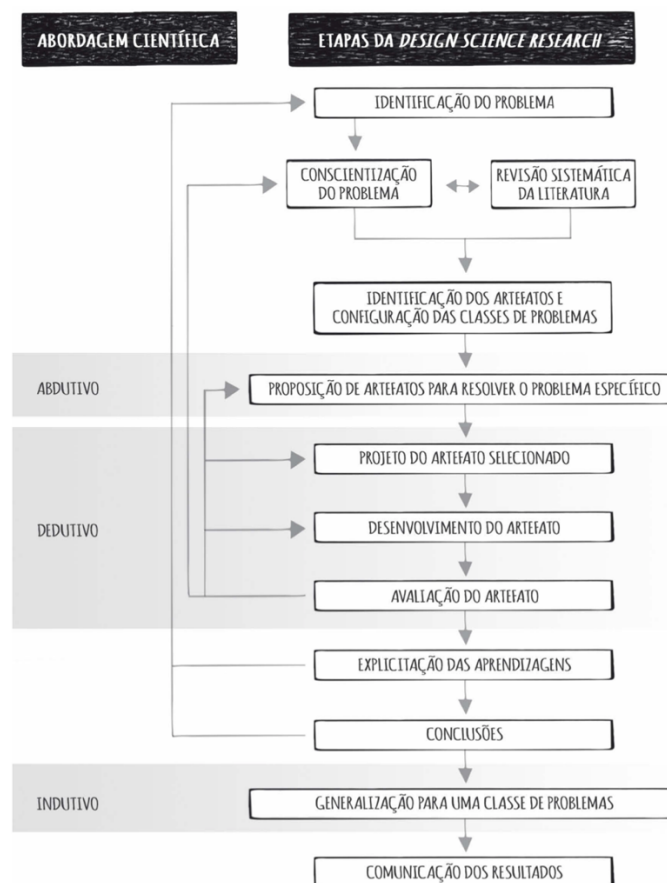 ABORDAGEM CIENTÍFICA
ETAPAS DA DESIGN SCIENCE RESEARCH
IDENTIFICAÇÃO DO PROBLEMA
CONSCIENTIZAÇÃO
DO PROBLEMA
REVISÃO SISTEMÁTICA
DA LITERATURA
IDENTIFICAÇÃO DOS ARTEFATOS E
CONFIGURAÇÃO DAS CLASSES DE PROBLEMAS
ABDUTIVO
PROPOSIÇÃO DE ARTEFATOS PARA RESOLVER O PROBLEMA ESPECÍFICO
PROJETO DO ARTEFATO SELECIONADO
DEDUTIVO
DESENVOLVIMENTO DO ARTEFATO
AVALIAÇÃO DO ARTEFATO
EXPLICITAÇÃO DAS APRENDIZAGENS
CONCLUSÕES
INDUTIVO
GENERALIZAÇÃO PARA UMA CLASSE DE PROBLEMAS
COMUNICAÇÃO DOS RESULTADOS